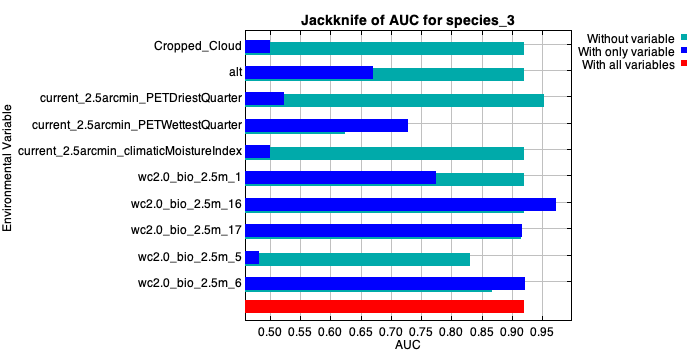 Jackknife of AUC for species_3
Without variable
With only variable
With all variables
Environmental Variable
Cropped_Cloud
alt
current_2.5arcmin_PETDriestQuarter
current_2.5arcmin_PETWettestQuarter
current_2.5arcmin_climaticMoistureIndex
wc2.0_bio_2.5m_1
wc2.0_bio_2.5m_16
wc2.0_bio_2.5m_17
wc2.0_bio_2.5m_5
wc2.0_bio_2.5m_6
0.50 0.55 0.60 0.65 0.70 0.75 0.80 0.85 0.90 0.95
AUC